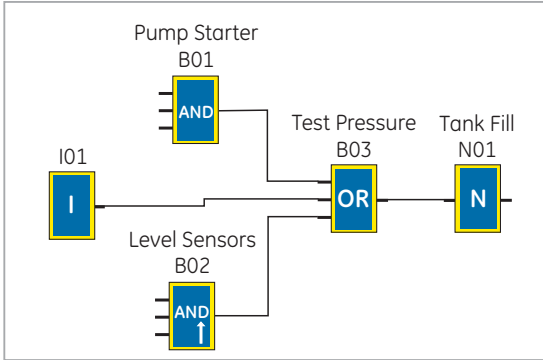 Pump Starter
B01
AND
Test Pressure
B03
OR
Tank Fill
N01
N
I01
I
Level Sensors
B02
AND